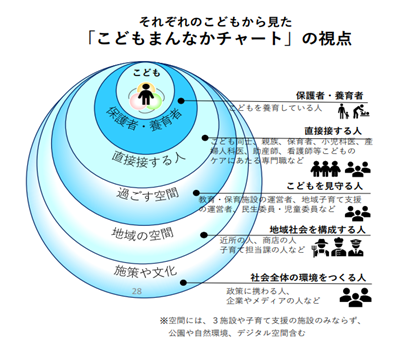 それぞれのこどもから見た
「こどもまんなかチャート」の視点
こども
保護者・養育者
直接接する人
過ごす空間
地域の空間
施策や文化
28
保護者・養育者
こどもを養育している人
直接接する人
こども同士、親族、保育者、小児科医、産
婦人科医、助産師、看護師等こどもの
ケアにあたる専門職など
こどもを見守る人
教育・保育施設の運営者、地域子育て支援
の運営者、民生委員・児童委員など
地域社会を構成する人
近所の人、商店の人
子育て担当課の人など
社会全体の環境をつくる人
政策に携わる人、
企業やメディアの人など
※空間には、３施設や子育て支援の施設のみならず、
公園や自然環境、デジタル空間含む